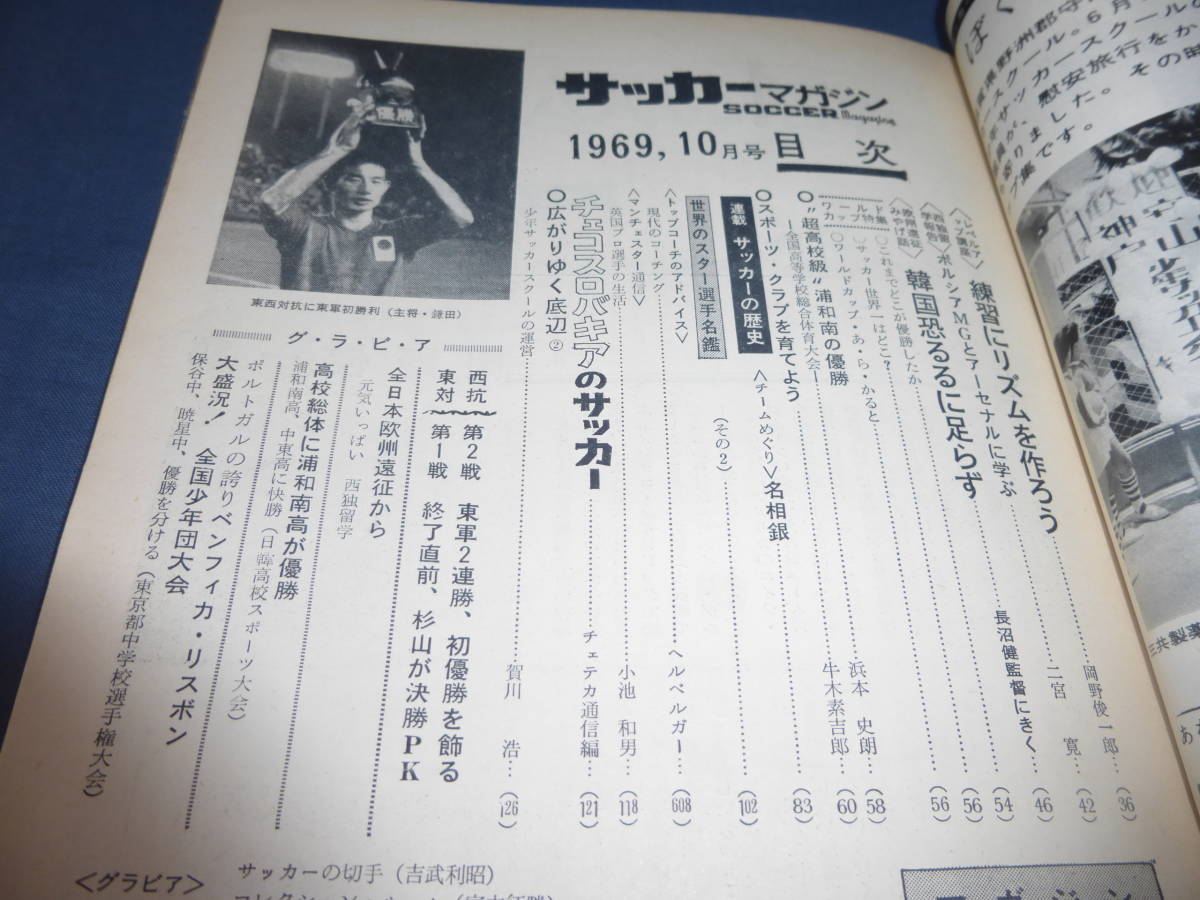 サッカーマガジン
SOCCER Magazine
1969, 10月号 目次
優勝
東西対抗に東軍初勝利（主将・鎌田）
練習にリズムを作ろう
岡野俊一郎
(36)
ボルシアMGとアーセナルに学ぶ
二宮 寛
(42)
(46)
韓国恐るるに足らず
長沼健監督にきく
(54)
○これまでどこが優勝したか
(56)
○サッカー世界一はどこ？
(56)
○ワールドカップ・あ・ら・かると
○“超高校級”浦和南の優勝
浜本 史朗
(58)
―全国高等学校総合体育大会―
牛木素吉郎
(60)
○スポーツ・クラブを育てよう
(83)
＜チームめぐり＞名相銀
連載 サッカーの歴史
（その2）
(102)
世界のスター選手名鑑
＜トップコーチのアドバイス＞
現代のコーチング
ヘルベルガー
(608)
＜マンチェスター通信＞
英国プロ選手の生活
小池 和男
(118)
チェコスロバキアのサッカー
チェテカ通信編
(121)
○広がりゆく底辺②
少年サッカースクールの運営
賀川 浩
(126)
グ・ラ・ビ・ア
東西対抗
第2戦 東軍2連勝、初優勝を飾る
第1戦 終了直前、杉山が決勝PK
全日本欧州遠征から
元気いっぱい 西独留学
高校総体に浦和南高が優勝
浦和南高、中東高に快勝（日韓高校スポーツ大会）
ポルトガルの誇りベンフィカ・リスボン
大盛況！ 全国少年団大会
保谷中、暁星中、優勝を分ける（東京都中学校選手権大会）
＜グラビア＞
サッカーの切手（吉武利昭）